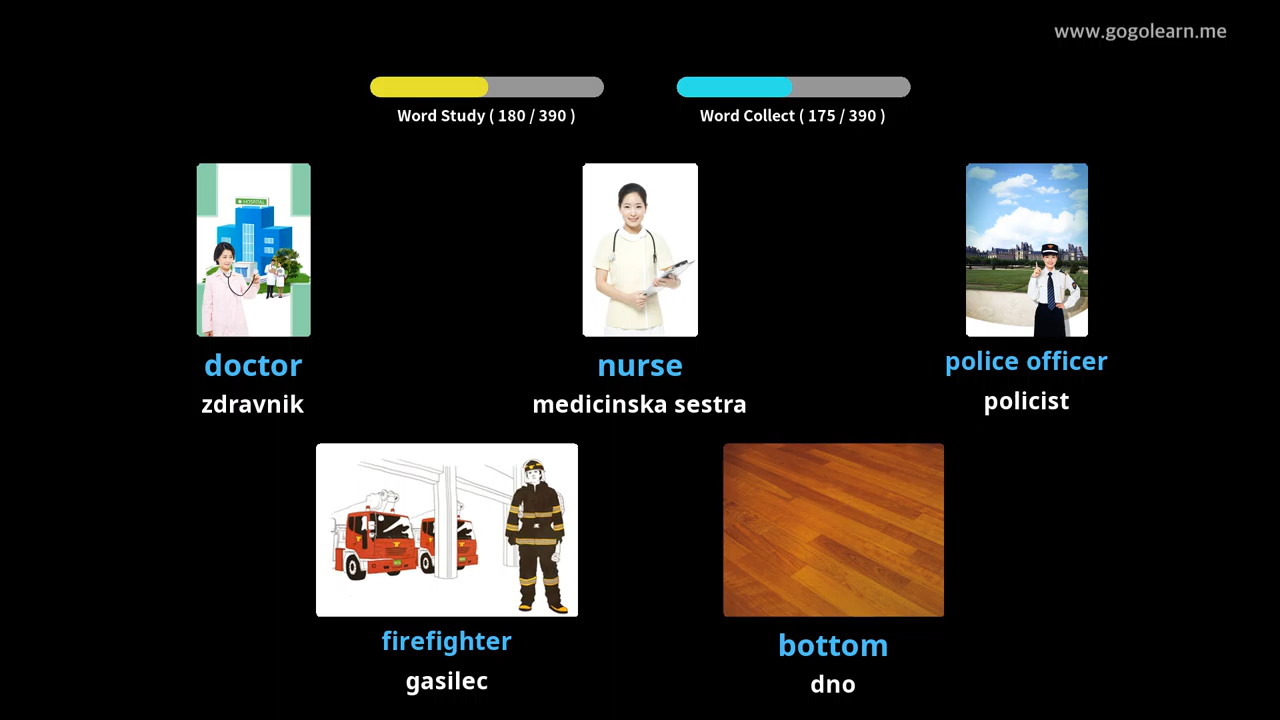 www.gogolearn.me
Word Study ( 180 / 390 )
Word Collect ( 175 / 390 )
HOSPITAL
doctor
zdravnik
nurse
medicinska sestra
police officer
policist
firefighter
gasilec
bottom
dno